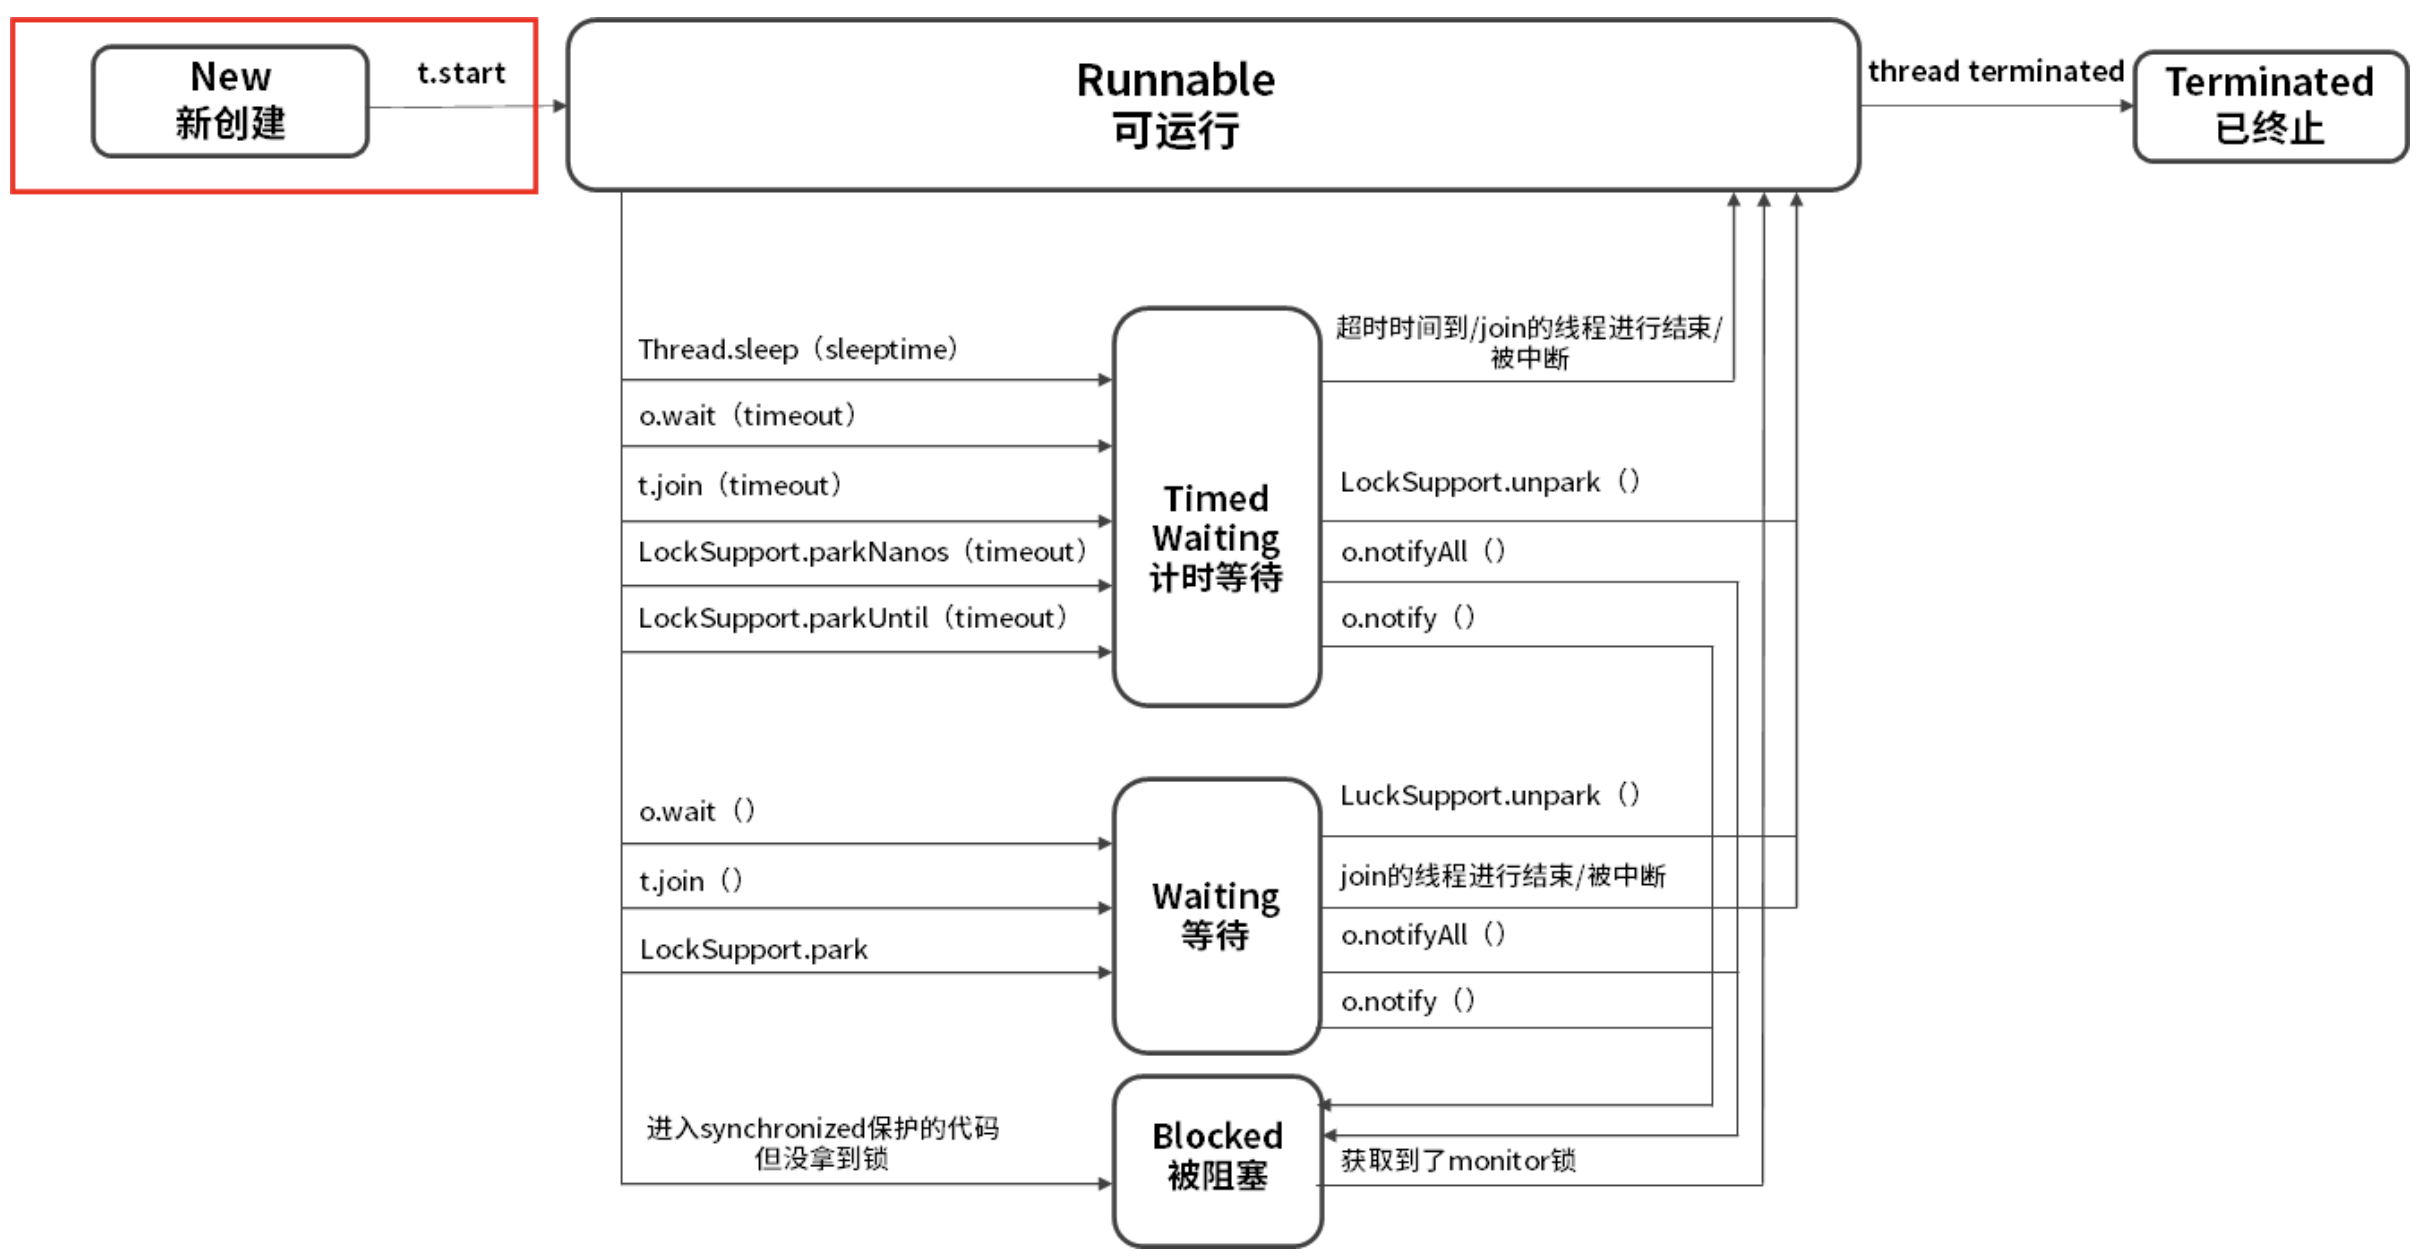 New
新创建
t.start
Runnable
可运行
thread terminated
Terminated
已终止
Thread.sleep（sleeptime）
o.wait（timeout）
t.join（timeout）
LockSupport.parkNanos（timeout）
LockSupport.parkUntil（timeout）
Timed
Waiting
计时等待
超时时间到/join的线程进行结束/
被中断
LockSupport.unpark（）
o.notifyAll（）
o.notify（）
o.wait（）
t.join（）
LockSupport.park
Waiting
等待
LuckSupport.unpark（）
join的线程进行结束/被中断
o.notifyAll（）
o.notify（）
进入synchronized保护的代码
但没拿到锁
Blocked
被阻塞
获取到了monitor锁